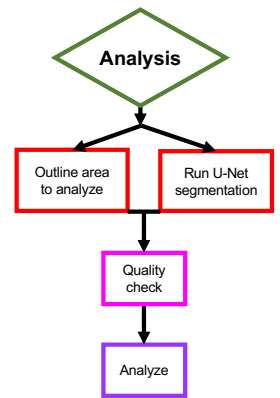 Analysis
Outline area
to analyze
Run U-Net
segmentation
Quality
check
Analyze